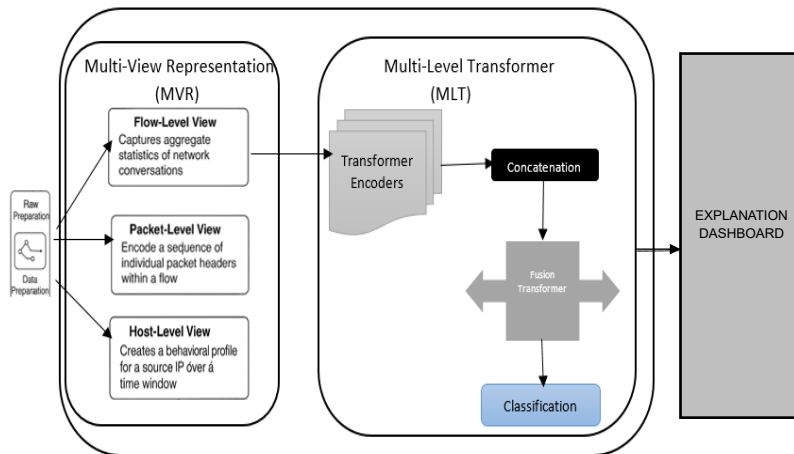 Raw
Preparation
Data
Preparation
Multi-View Representation
(MVR)
Flow-Level View
Captures aggregate
statistics of network
conversations
Packet-Level View
Encode a sequence of
individual packet headers
within a flow
Host-Level View
Creates a behavioral profile
for a source IP óver á
time window
Multi-Level Transformer
(MLT)
Transformer
Encoders
Concatenation
Fusion
Transformer
Classification
EXPLANATION
DASHBOARD